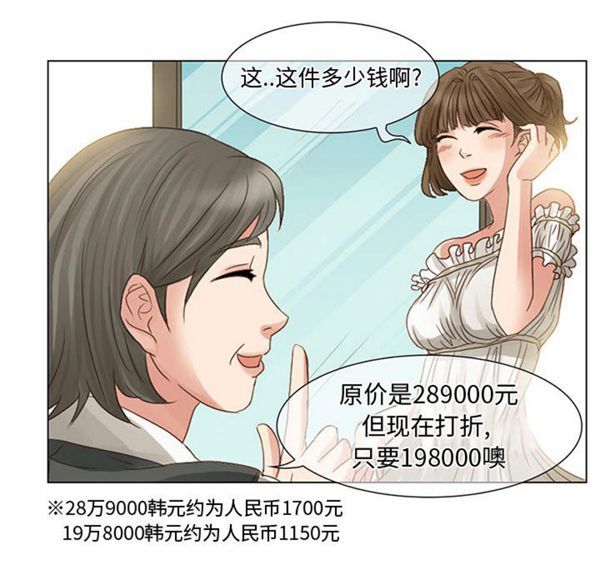 这..这件多少钱啊?
原价是289000元
但现在打折,
只要198000噢
※28万9000韩元约为人民币1700元
19万8000韩元约为人民币1150元